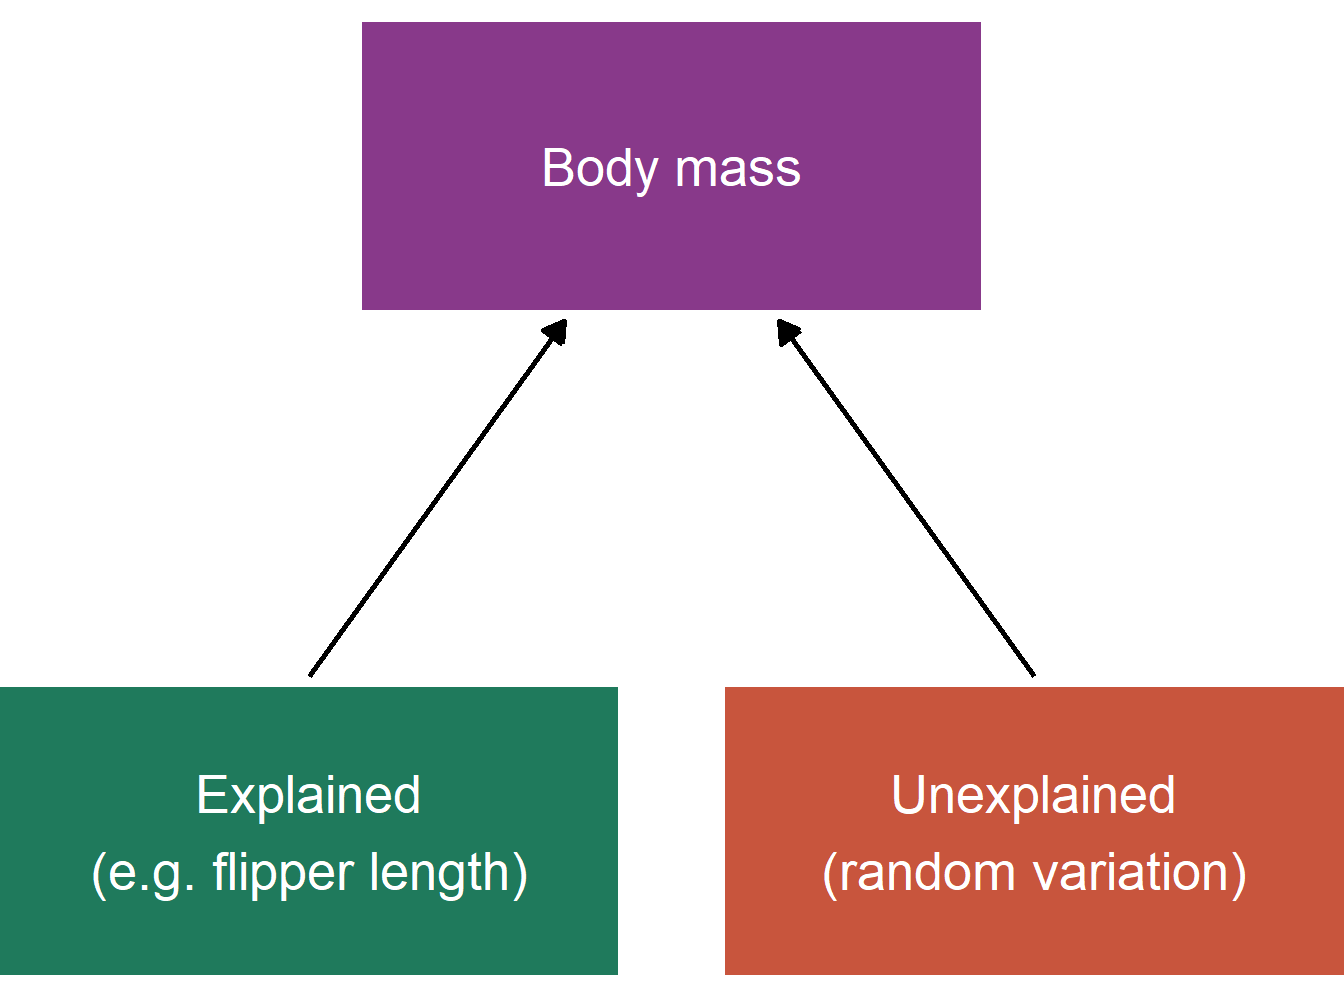 Body mass
Explained
(e.g. flipper length)
Unexplained
(random variation)